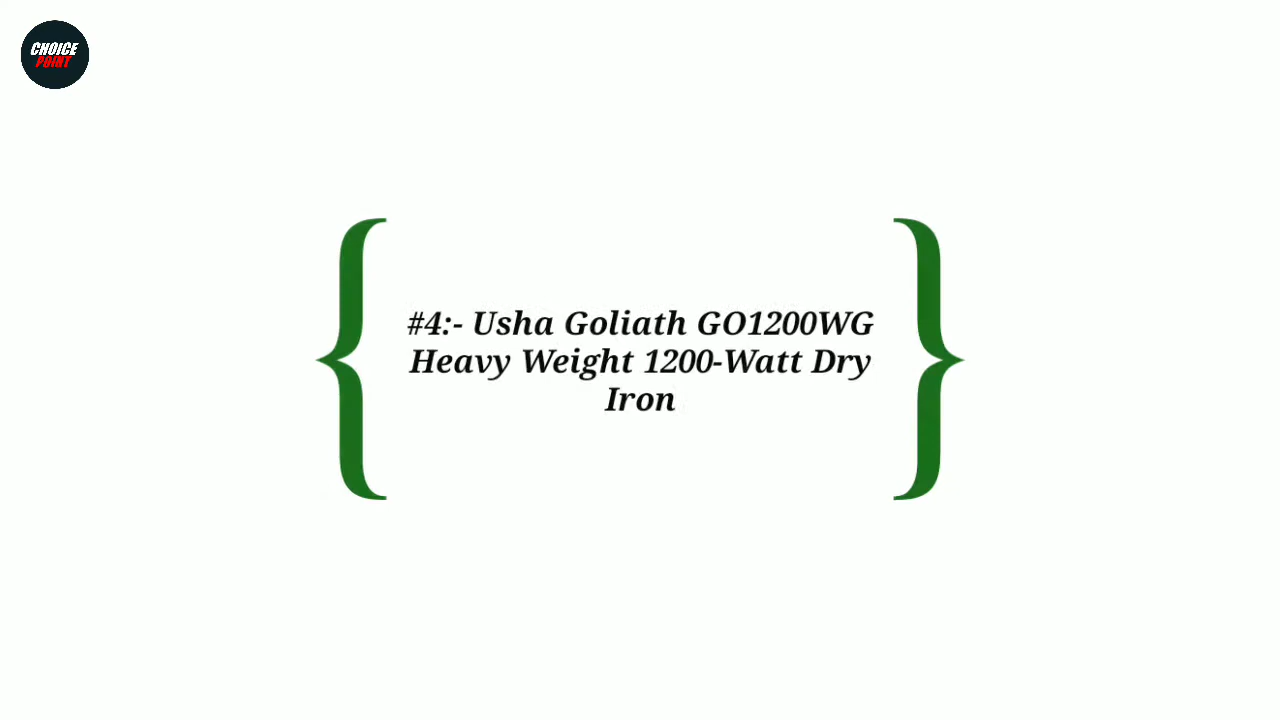 CHOICE
POINT
#4:- Usha Goliath GO1200WG
Heavy Weight 1200-Watt Dry
Iron